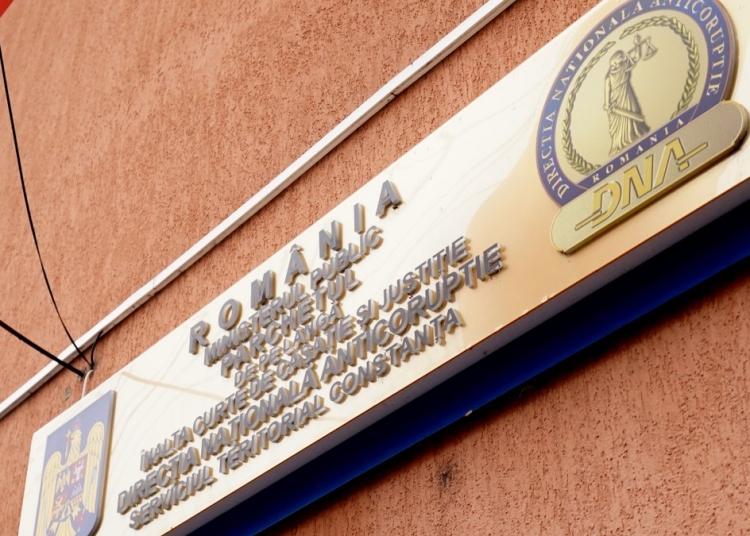 ROMÂNIA
MINISTERUL PUBLIC
PARCHETUL
DE PE LÂNGĂ
ÎNALTA CURTE DE CASAȚIE ȘI JUSTIȚIE
DIRECȚIA NAȚIONALĂ ANTICORUPȚIE
SERVICIUL TERITORIAL CONSTANȚA
DIRECȚIA NAȚIONALĂ ANTICORUPȚIE
ROMANIA
DNA